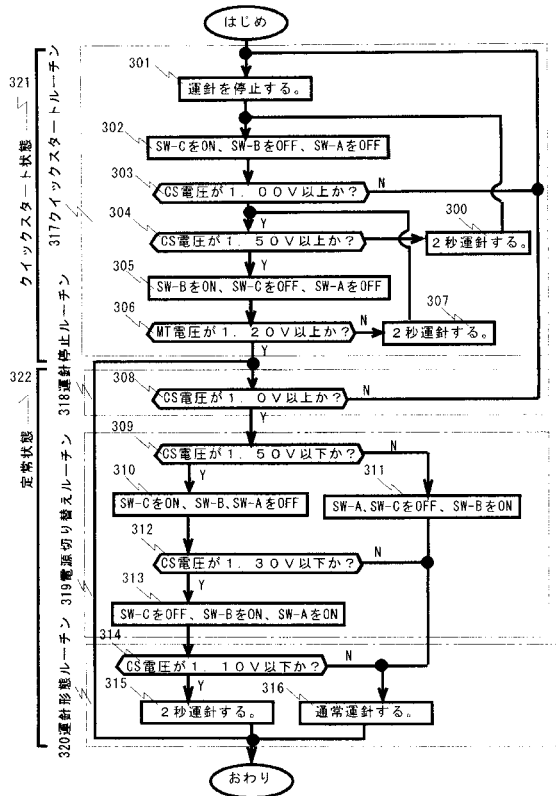 はじめ
321
クイックスタート状態
317クイックスタートルーチン
301
運針を停止する。
302
SW-CをON、SW-BをOFF、SW-AをOFF
303
CS電圧が1.00V以上か?
N
Y
304
CS電圧が1.50V以上か?
300
2秒運針する。
Y
305
SW-BをON、SW-CをOFF、SW-AをOFF
306
MT電圧が1.20V以上か?
N
307
2秒運針する。
Y
322
定常状態
318運針停止ルーチン
308
CS電圧が1.0V以上か?
N
Y
319電源切り替えルーチン
309
CS電圧が1.50V以下か?
N
Y
310
SW-CをON、SW-B、SW-AをOFF
311
SW-A、SW-CをOFF、SW-BをON
312
CS電圧が1.30V以下か?
N
Y
313
SW-CをOFF、SW-BをON、SW-AをON
320運針形態ルーチン
314
CS電圧が1.10V以下か?
N
Y
315
2秒運針する。
316
通常運針する。
おわり